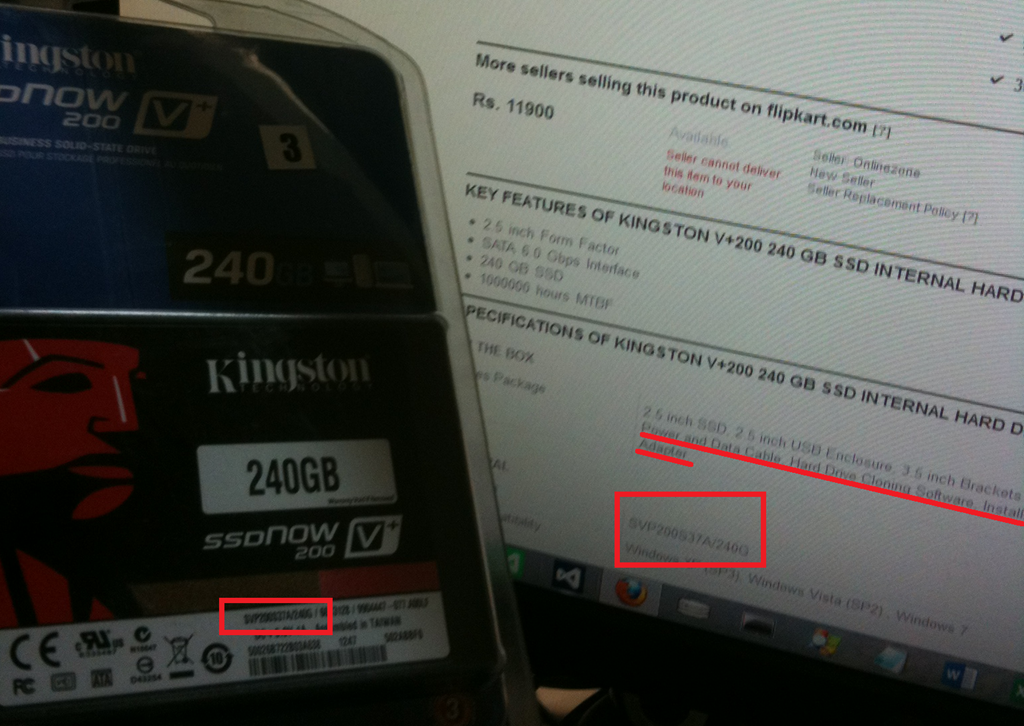 Kingston
TECHNOLOGY
SSDNOW
200
V+
BUSINESS SOLID-STATE DRIVE
3
240GB
Kingston
TECHNOLOGY
240GB
SSDNOW
200
V+
SVP200S37A/240G
Assembled in TAIWAN
CE
10
FC
ATA
3
More sellers selling this product on flipkart.com [?]
Rs. 11900
Available
Seller cannot deliver
this item to your
location
Seller: Onlinezone
New Seller
Seller Replacement Policy [?]
KEY FEATURES OF KINGSTON V+200 240 GB SSD INTERNAL HARD
2.5 inch Form Factor
SATA 6.0 Gbps Interface
240 GB SSD
1000000 hours MTBF
PECIFICATIONS OF KINGSTON V+200 240 GB SSD INTERNAL HARD D
THE BOX
es Package
2.5 inch SSD, 2.5 inch USB Enclosure, 3.5 inch Brackets
Power and Data Cable, Hard Drive Cloning Software, Install
Adapter
SVP200S37A/240G
Windows XP (SP3), Windows Vista (SP2), Windows 7